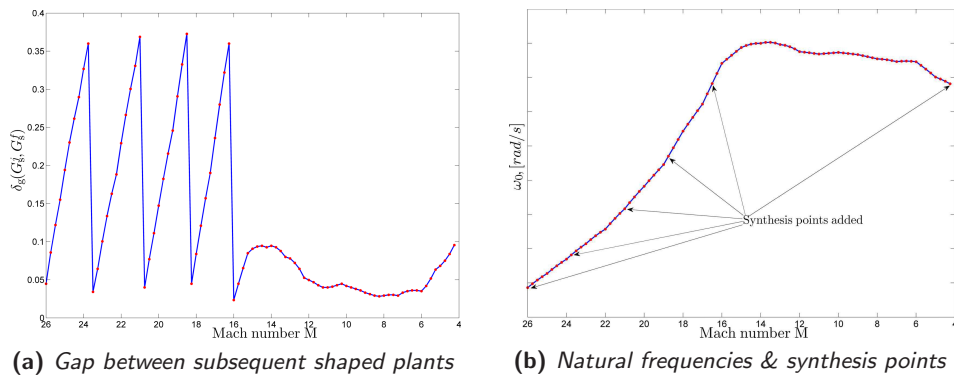 0.4
0.35
0.3
0.25
0.2
0.15
0.1
0.05
0
δg(Gsʲ, Gsᶠ)
26 24 22 20 18 16 14 12 10 8 6 4
Mach number M
(a) Gap between subsequent shaped plants
ω0, [rad/s]
Synthesis points added
26 24 22 20 18 16 14 12 10 8 6 4
Mach number M
(b) Natural frequencies & synthesis points